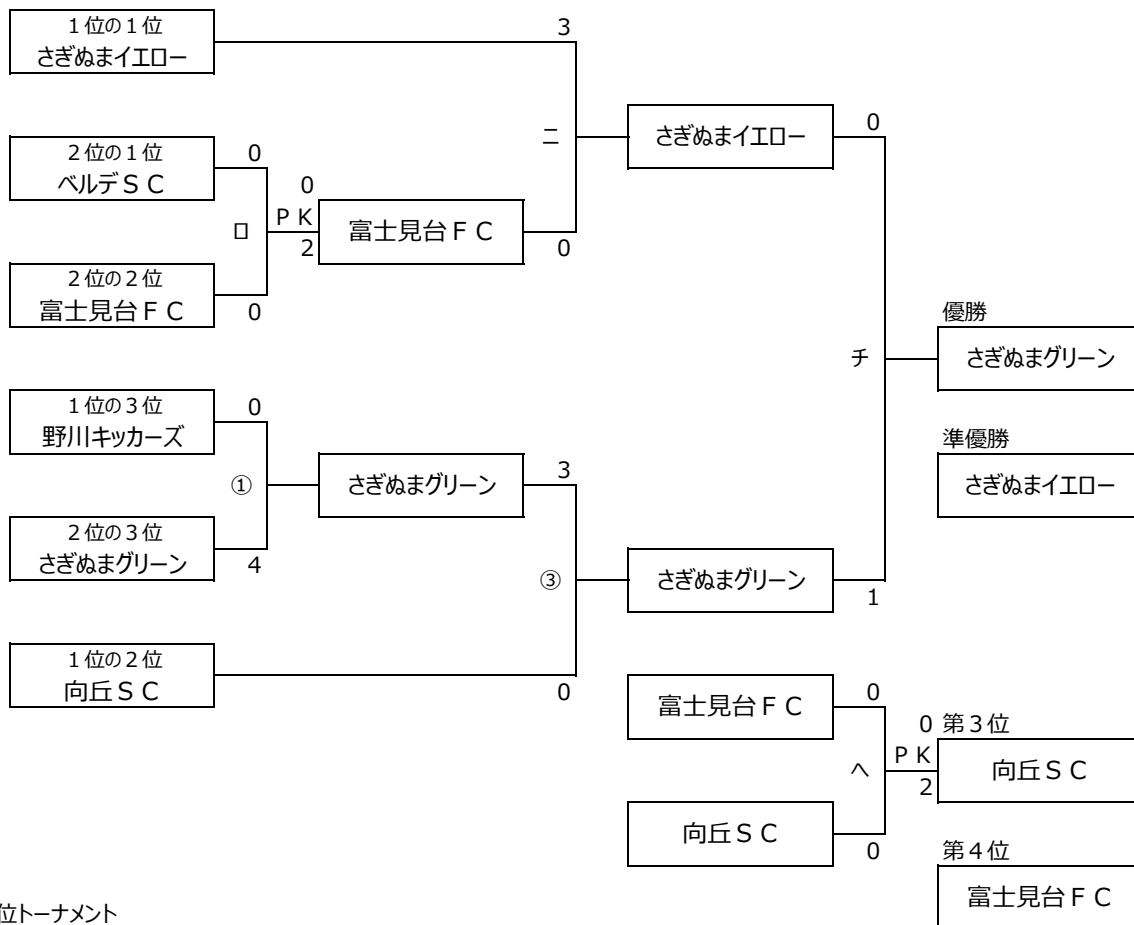 1位の1位
さぎぬまイエロー
3
ニ
さぎぬまイエロー
0
2位の1位
ベルデSC
0
0
PK
2
ロ
富士見台FC
0
2位の2位
富士見台FC
0
優勝
さぎぬまグリーン
チ
1位の3位
野川キッカーズ
0
準優勝
さぎぬまイエロー
①
さぎぬまグリーン
3
2位の3位
さぎぬまグリーン
4
③
さぎぬまグリーン
1
1位の2位
向丘SC
0
富士見台FC
0
0
第3位
ヘ
PK
2
向丘SC
向丘SC
0
第4位
富士見台FC
位トーナメント